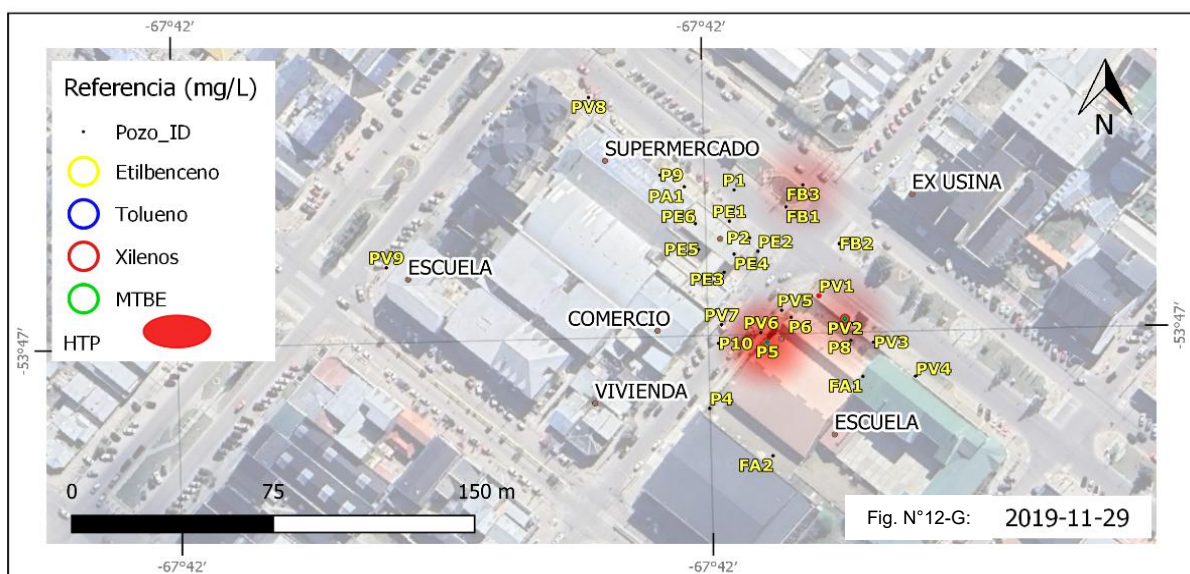 -67°42'
-67°42'
Referencia (mg/L)
Pozo_ID
Etilbenceno
Tolueno
Xilenos
MTBE
HTP
PV8
SUPERMERCADO
P9
PA1
P1
FB3
FB1
EX USINA
PE6
PE1
P2
PE2
FB2
PE5
PE4
PE3
PV9
ESCUELA
PV1
PV5
COMERCIO
PV7
PV6
P6
PV2
P10
P5
P8
PV3
PV4
FA1
VIVIENDA
P4
ESCUELA
FA2
N
-53°47'
-53°47'
0
75
150 m
Fig. N°12-G:
2019-11-29
-67°42'
-67°42'